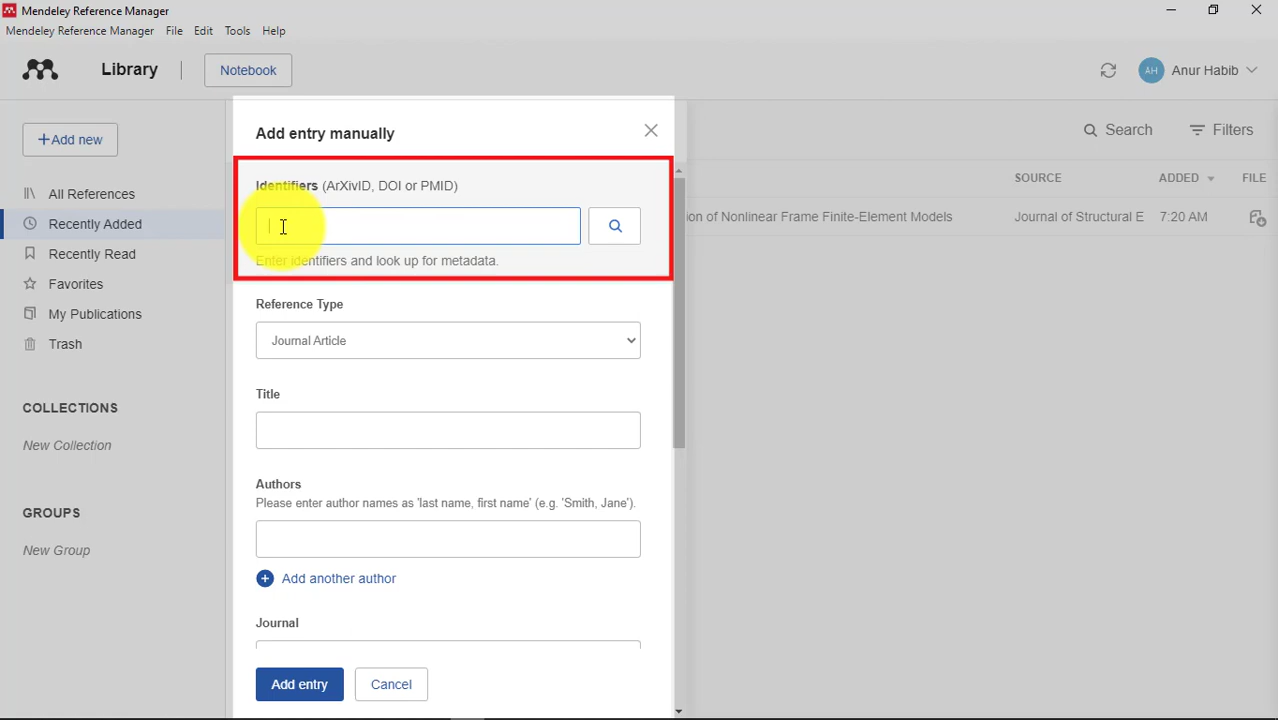 Mendeley Reference Manager
Mendeley Reference Manager File Edit Tools Help
Library Notebook AH Anur Habib
+Add new
All References
Recently Added
Recently Read
Favorites
My Publications
Trash
COLLECTIONS
New Collection
GROUPS
New Group
Add entry manually
Identifiers (ArXivID, DOI or PMID)
Enter identifiers and look up for metadata.
Reference Type
Journal Article
Title
Authors
Please enter author names as 'last name, first name' (e.g. 'Smith, Jane').
Add another author
Journal
Add entry Cancel
Search Filters
SOURCE ADDED FILE
ion of Nonlinear Frame Finite-Element Models Journal of Structural E 7:20 AM